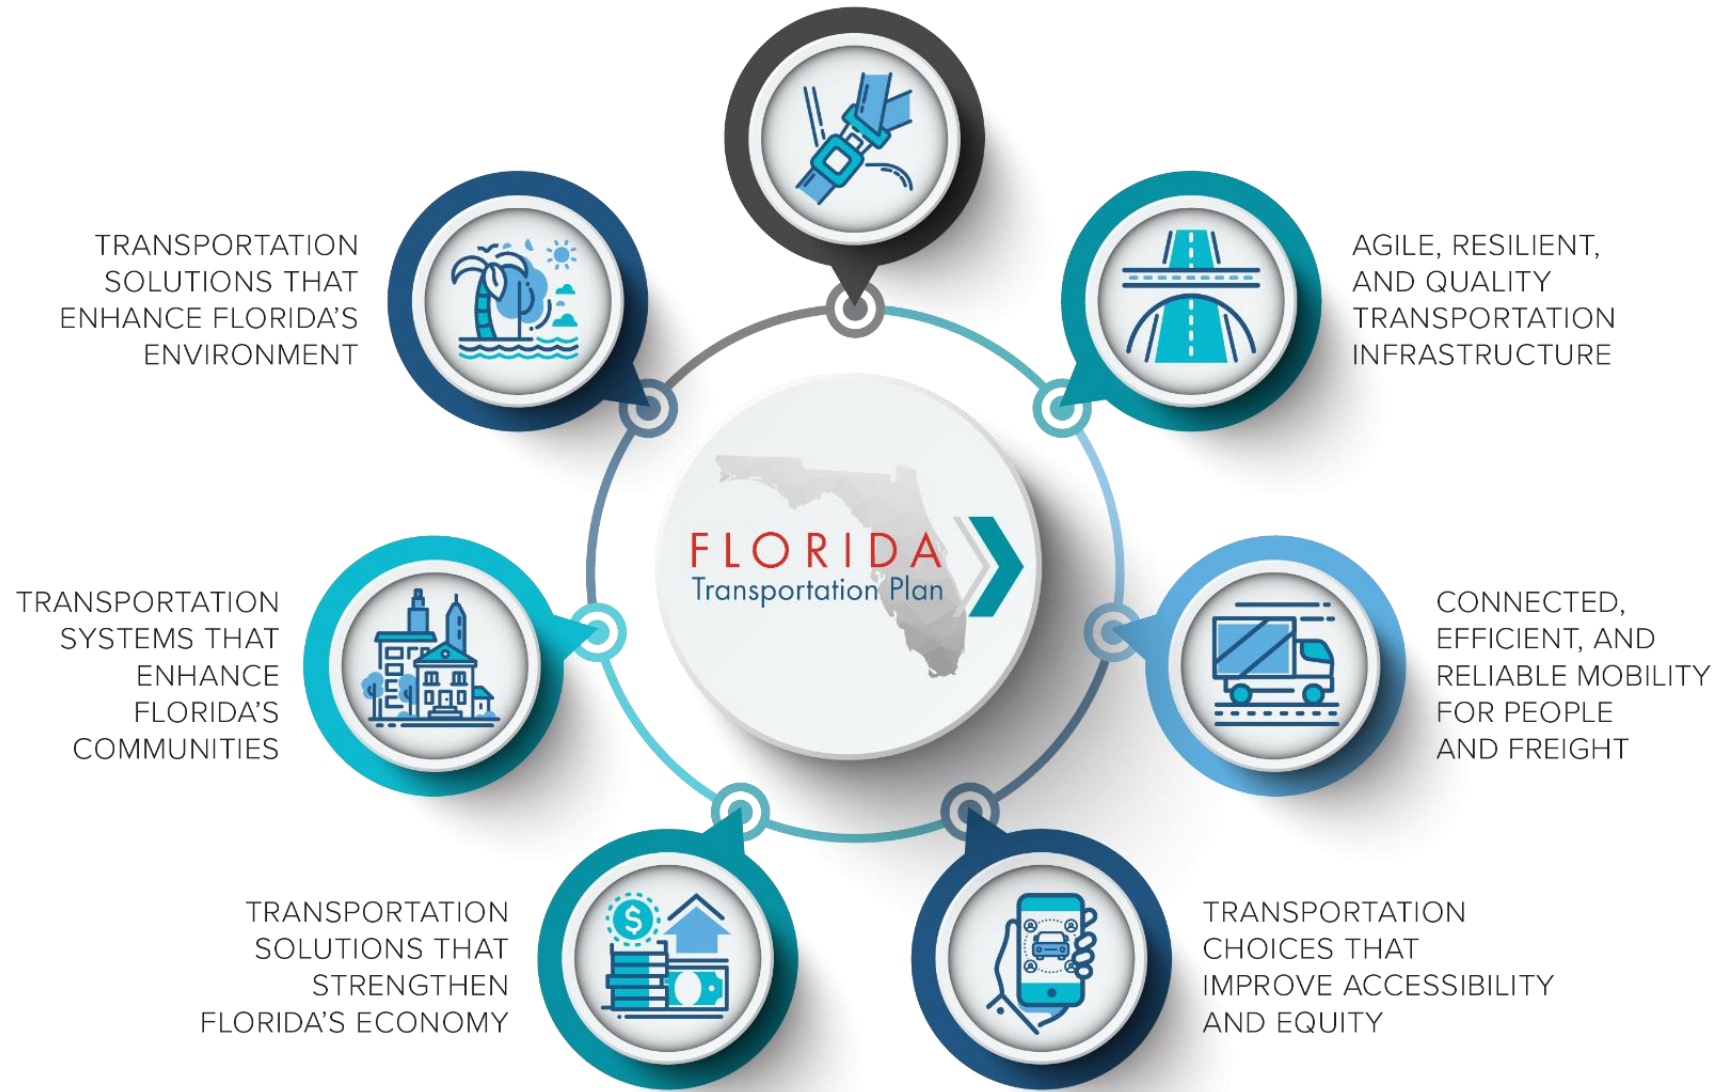 TRANSPORTATION
SOLUTIONS THAT
ENHANCE FLORIDA'S
ENVIRONMENT
AGILE, RESILIENT,
AND QUALITY
TRANSPORTATION
INFRASTRUCTURE
FLORIDA
Transportation Plan
TRANSPORTATION
SYSTEMS THAT
ENHANCE
FLORIDA'S
COMMUNITIES
CONNECTED,
EFFICIENT, AND
RELIABLE MOBILITY
FOR PEOPLE
AND FREIGHT
$
TRANSPORTATION
SOLUTIONS THAT
STRENGTHEN
FLORIDA'S ECONOMY
TRANSPORTATION
CHOICES THAT
IMPROVE ACCESSIBILITY
AND EQUITY